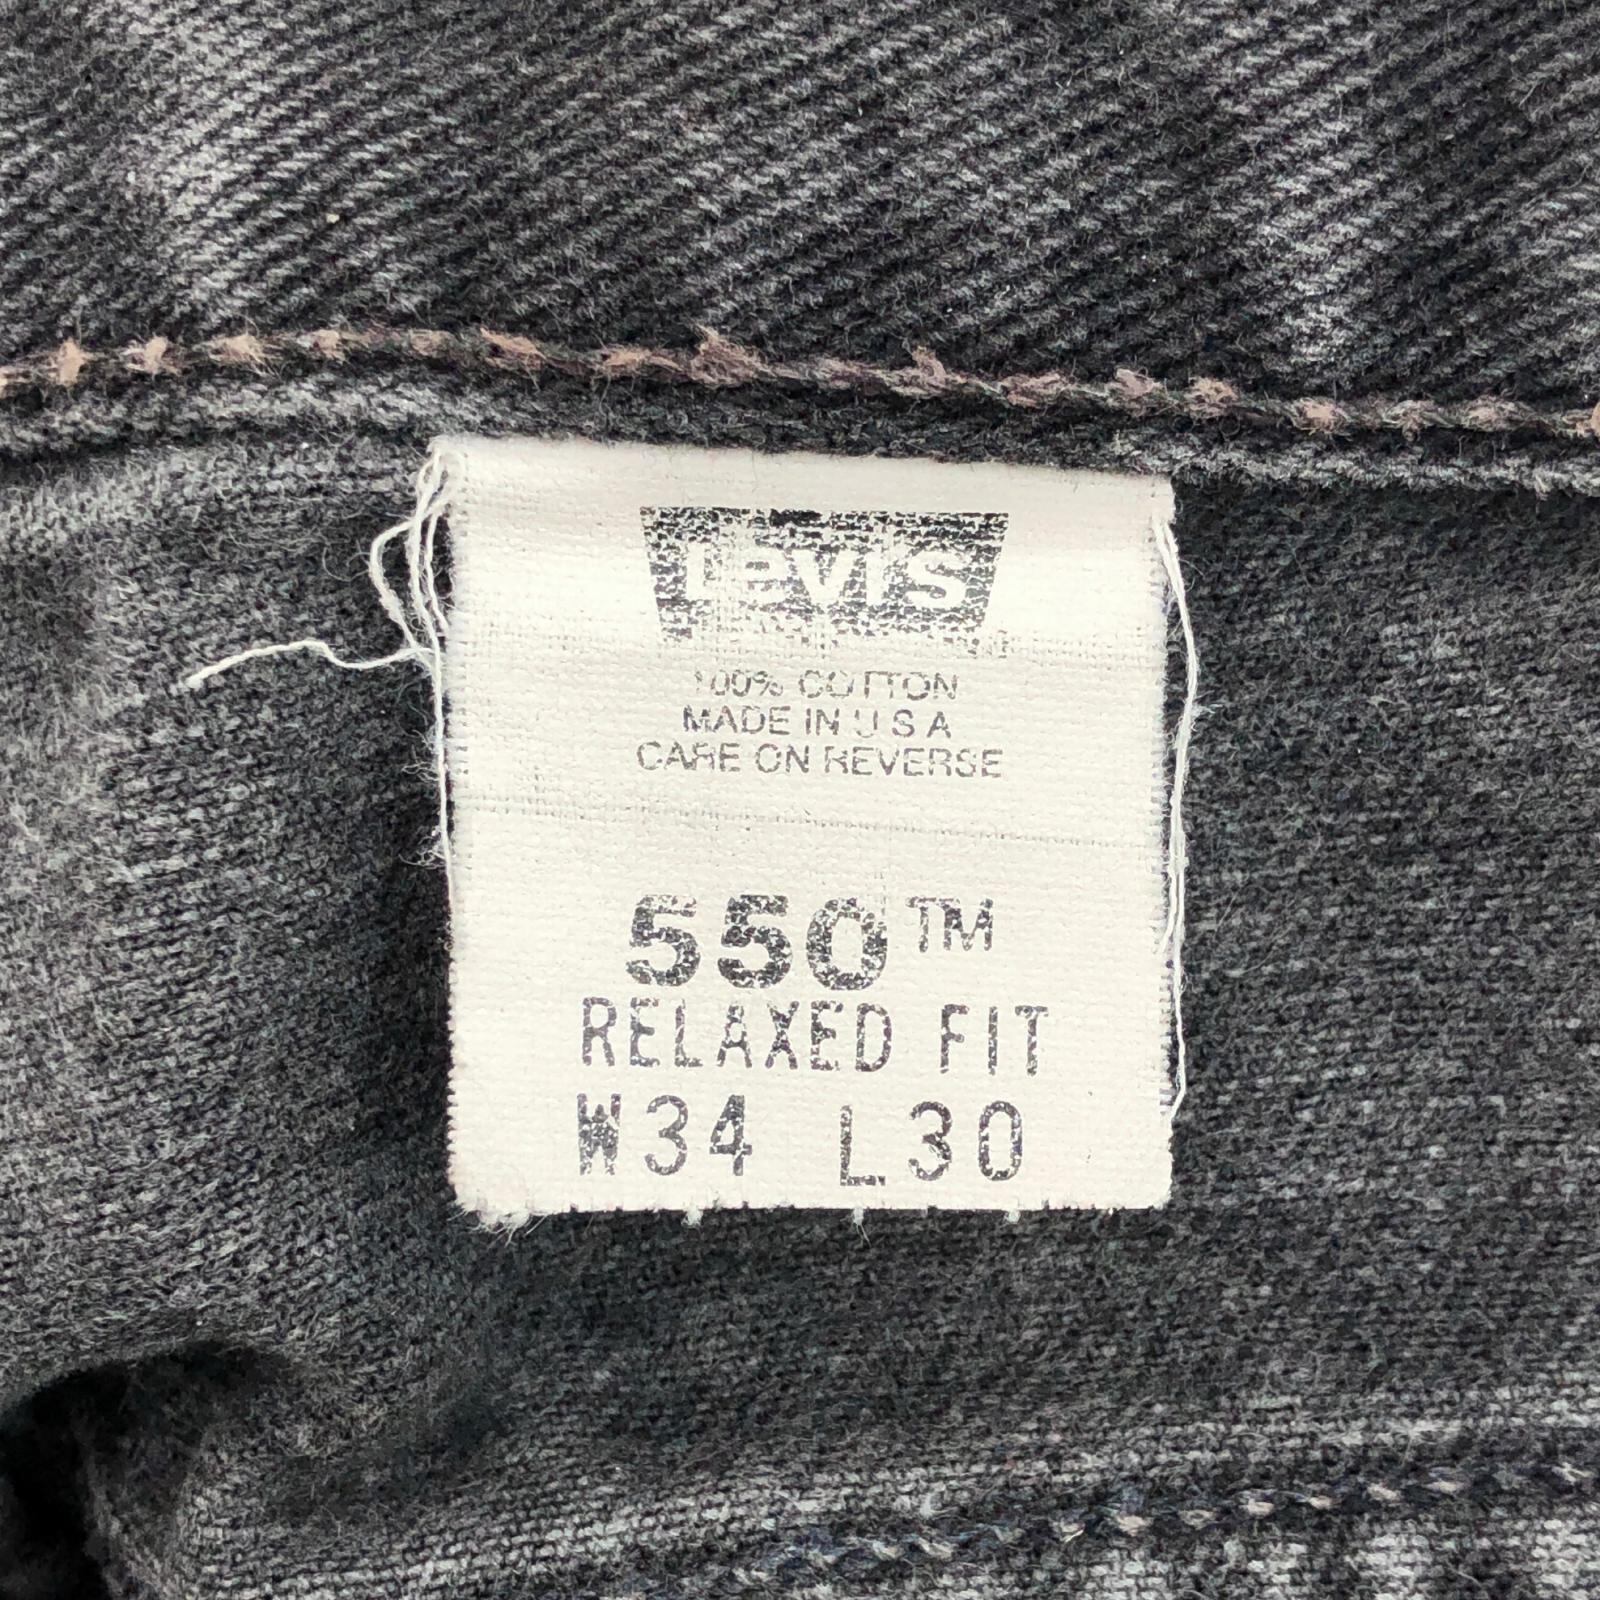 Levi's
100% COTTON
MADE IN U S A
CARE ON REVERSE
550™
RELAXED FIT
W34 L30